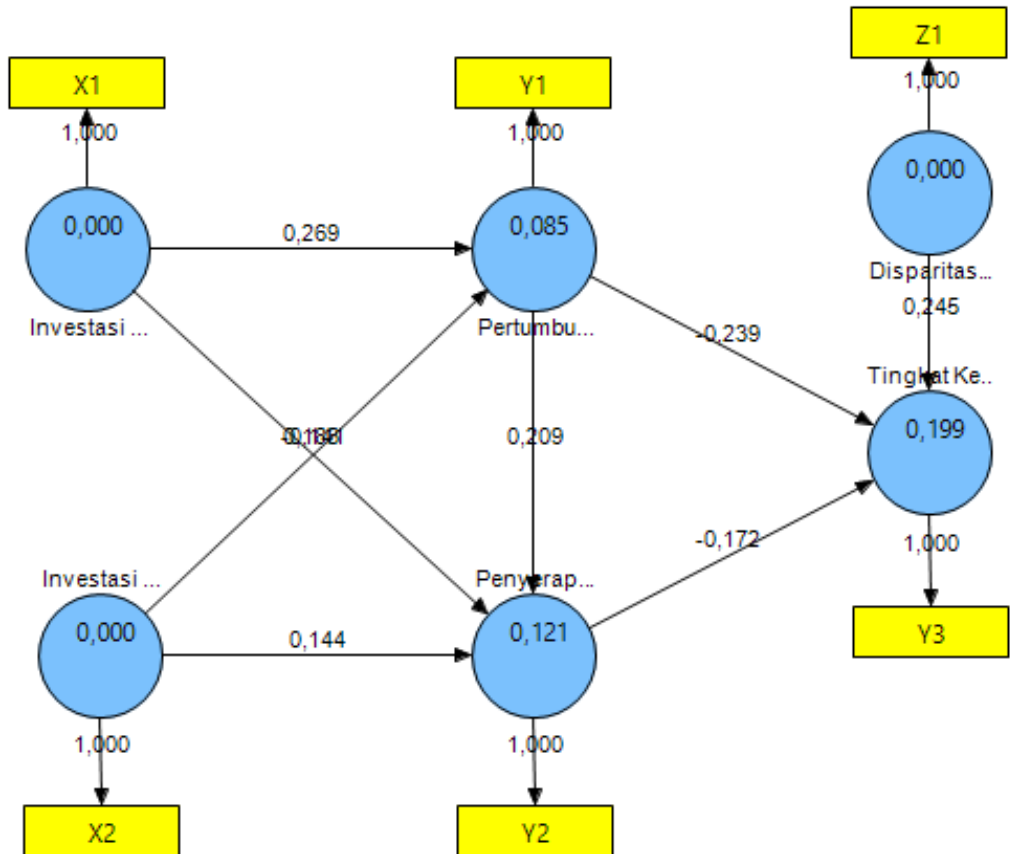 Z1
X1
Y1
1,000
1,000
1,000
0,000
0,000
0,085
0,269
Disparitas...
0,245
Investasi ...
Pertumbu...
-0,239
Tingkat Ke..
0,199
0,209
-0,172
1,000
Investasi ...
Penyerap...
0,000
0,121
0,144
Y3
1,000
1,000
X2
Y2